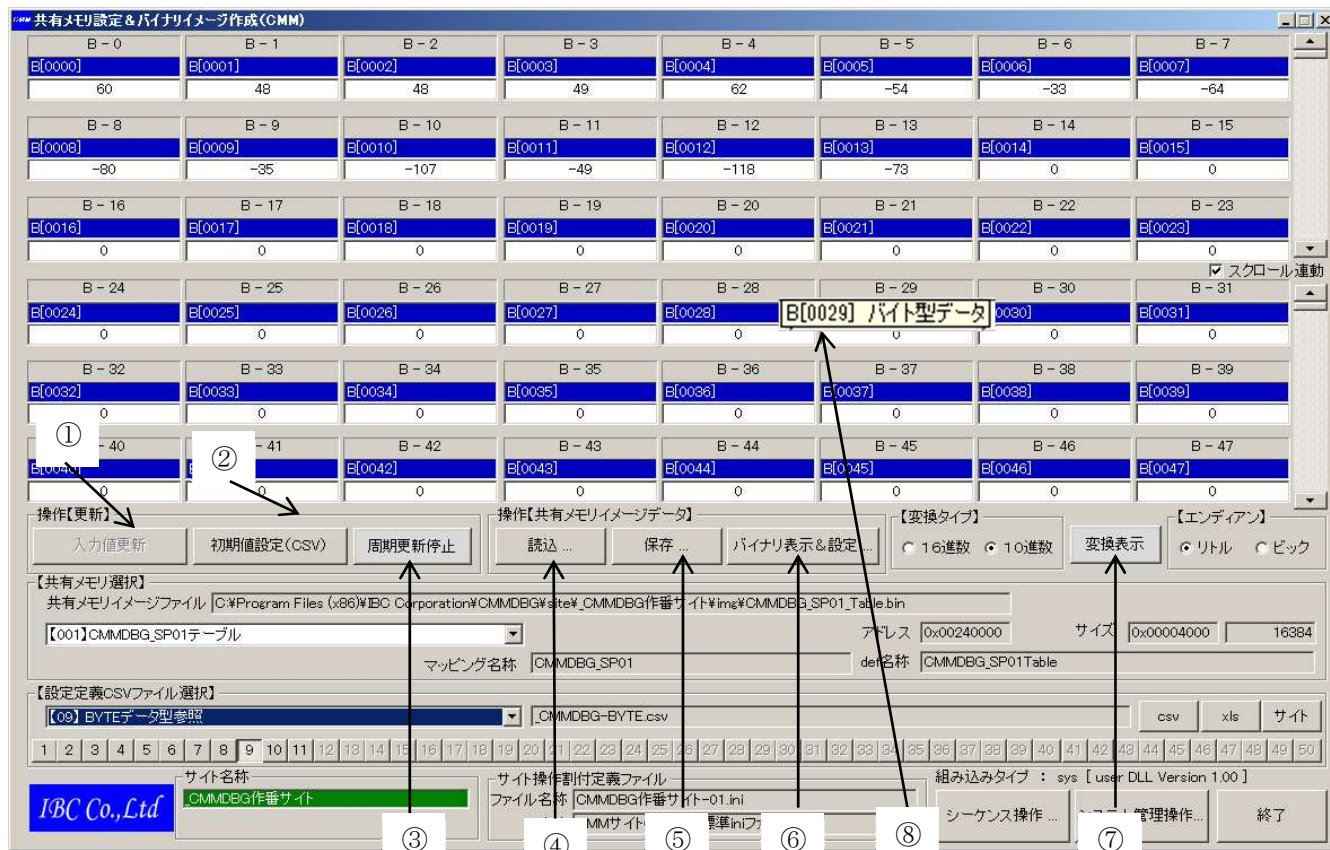 共有メモリ設定&バイナリイメージ作成(CMM)
B - 0 B - 1 B - 2 B - 3 B - 4 B - 5 B - 6 B - 7
B[0000] B[0001] B[0002] B[0003] B[0004] B[0005] B[0006] B[0007]
60 48 48 49 62 -54 -33 -64
B - 8 B - 9 B - 10 B - 11 B - 12 B - 13 B - 14 B - 15
B[0008] B[0009] B[0010] B[0011] B[0012] B[0013] B[0014] B[0015]
-80 -35 -107 -49 -118 -73 0 0
B - 16 B - 17 B - 18 B - 19 B - 20 B - 21 B - 22 B - 23
B[0016] B[0017] B[0018] B[0019] B[0020] B[0021] B[0022] B[0023]
0 0 0 0 0 0 0 0
スクロール連動
B - 24 B - 25 B - 26 B - 27 B - 28 B - 29 B - 30 B - 31
B[0024] B[0025] B[0026] B[0027] B[0028] B[0029] バイト型データ 0030] B[0031]
0 0 0 0 0 0 0 0
B - 32 B - 33 B - 34 B - 35 B - 36 B - 37 B - 38 B - 39
B[0032] B[0033] B[0034] B[0035] B[0036] B[0037] B[0038] B[0039]
0 0 0 0 0 0 0 0
① - 40 - 41 B - 42 B - 43 B - 44 B - 45 B - 46 B - 47
② B[0042] B[0043] B[0044] B[0045] B[0046] B[0047]
0 0 0 0 0 0 0 0
操作【更新】 操作【共有メモリイメージデータ】 【変換タイプ】 【エンディアン】
入力値更新 初期値設定(CSV) 周期更新停止 読込 ... 保存 ... バイナリ表示&設定 ... 16進数 10進数 変換表示 リトル ビック
【共有メモリ選択】
共有メモリイメージファイル C:¥Program Files (x86)¥IBC Corporation¥CMMDBG¥site¥_CMMDBG作番サイト¥img¥CMMDBG_SP01_Table.bin
【001】CMMDBG_SP01テーブル アドレス 0x00240000 サイズ 0x00004000 16384
マッピング名称 CMMDBG_SP01 def名称 CMMDBG_SP01Table
【設定定義CSVファイル選択】
【09】BYTEデータ型参照 _CMMDBG-BYTE.csv csv xls サイト
1 2 3 4 5 6 7 8 9 10 11 12 13 14 15 16 17 18 19 20 21 22 23 24 25 26 27 28 29 30 31 32 33 34 35 36 37 38 39 40 41 42 43 44 45 46 47 48 49 50
サイト名称 サイト操作割付定義ファイル 組み込みタイプ : sys [ user DLL Version 1.00 ]
IBC Co.,Ltd _CMMDBG作番サイト ファイル名称 CMMDBG作番サイト-01.ini
シーケンス操作 ... 管理操作... 終了
③ ④ ⑤ ⑥ ⑧ ⑦